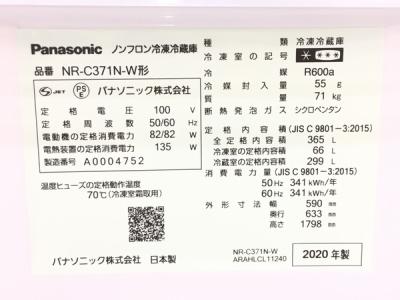 Panasonic ノンフロン冷凍冷蔵庫
品番 NR-C371N-W形
JET PSE パナソニック株式会社
定格電圧 100 V
定格周波数 50/60 Hz
電動機の定格消費電力 82/82 W
電熱装置の定格消費電力 135 W
製造番号 A0004752
温度ヒューズの定格動作温度
70℃(冷凍室霜取用)
パナソニック株式会社 日本製
種類 冷凍冷蔵庫
冷凍室の記号
冷媒 R600a
冷媒封入量 55 g
質量 71 kg
断熱発泡ガス シクロペンタン
定格内容積(JIS C 9801-3:2015)
全定格内容積 365 L
冷凍室の定格内容積 66 L
冷蔵室の定格内容積 299 L
消費電力量(JIS C 9801-3:2015)
50Hz 341 kWh/年
60Hz 341 kWh/年
外形寸法 幅 590 mm
奥行 633 mm
高さ 1798 mm
NR-C371N-W
ARAHLCL11240
2020 年製